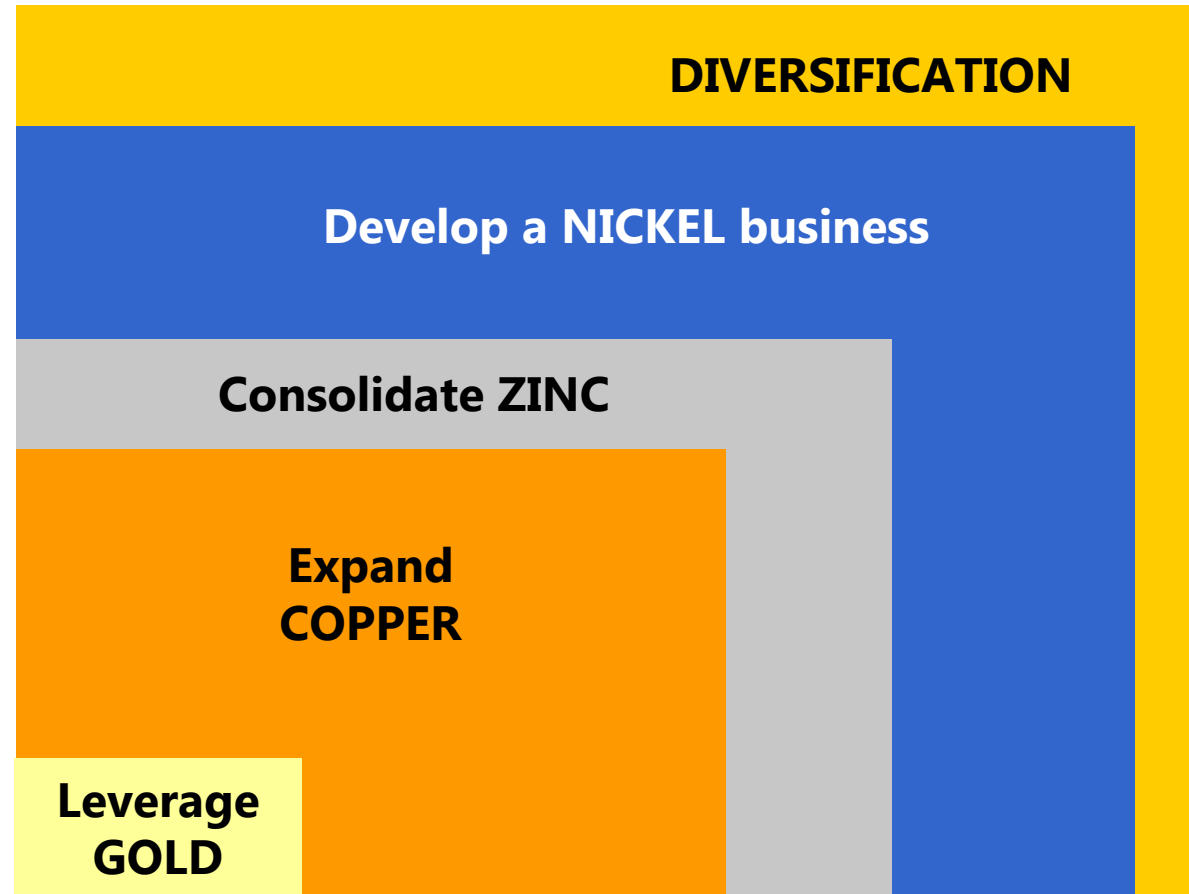 DIVERSIFICATION
Develop a NICKEL business
Consolidate ZINC
Expand
COPPER
Leverage
GOLD